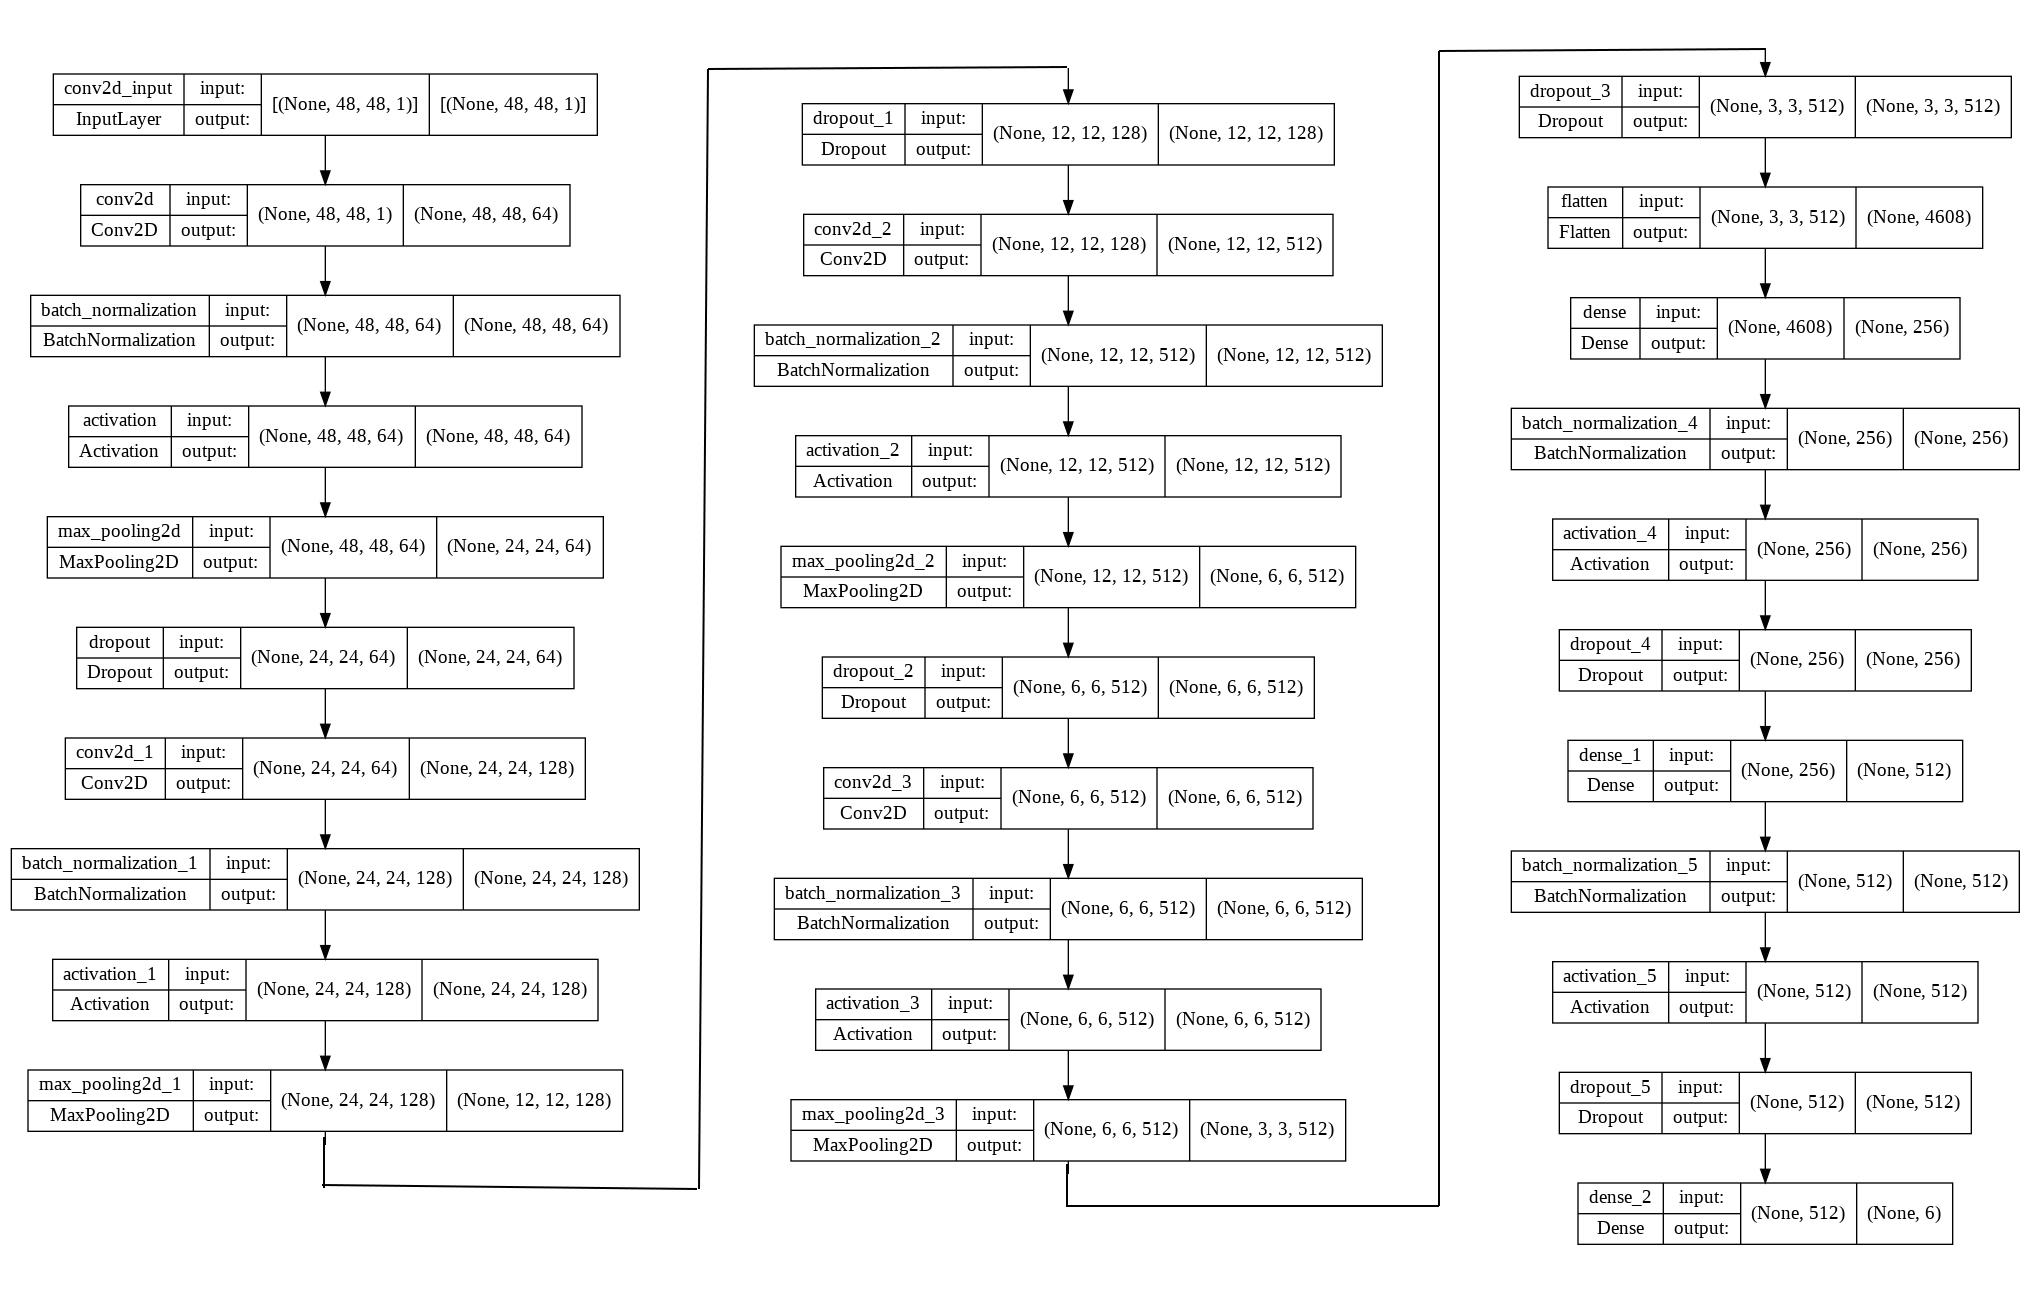 conv2d_input input: [(None, 48, 48, 1)] [(None, 48, 48, 1)]
InputLayer output:
conv2d input: (None, 48, 48, 1) (None, 48, 48, 64)
Conv2D output:
batch_normalization input: (None, 48, 48, 64) (None, 48, 48, 64)
BatchNormalization output:
activation input: (None, 48, 48, 64) (None, 48, 48, 64)
Activation output:
max_pooling2d input: (None, 48, 48, 64) (None, 24, 24, 64)
MaxPooling2D output:
dropout input: (None, 24, 24, 64) (None, 24, 24, 64)
Dropout output:
conv2d_1 input: (None, 24, 24, 64) (None, 24, 24, 128)
Conv2D output:
batch_normalization_1 input: (None, 24, 24, 128) (None, 24, 24, 128)
BatchNormalization output:
activation_1 input: (None, 24, 24, 128) (None, 24, 24, 128)
Activation output:
max_pooling2d_1 input: (None, 24, 24, 128) (None, 12, 12, 128)
MaxPooling2D output:
dropout_1 input: (None, 12, 12, 128) (None, 12, 12, 128)
Dropout output:
conv2d_2 input: (None, 12, 12, 128) (None, 12, 12, 512)
Conv2D output:
batch_normalization_2 input: (None, 12, 12, 512) (None, 12, 12, 512)
BatchNormalization output:
activation_2 input: (None, 12, 12, 512) (None, 12, 12, 512)
Activation output:
max_pooling2d_2 input: (None, 12, 12, 512) (None, 6, 6, 512)
MaxPooling2D output:
dropout_2 input: (None, 6, 6, 512) (None, 6, 6, 512)
Dropout output:
conv2d_3 input: (None, 6, 6, 512) (None, 6, 6, 512)
Conv2D output:
batch_normalization_3 input: (None, 6, 6, 512) (None, 6, 6, 512)
BatchNormalization output:
activation_3 input: (None, 6, 6, 512) (None, 6, 6, 512)
Activation output:
max_pooling2d_3 input: (None, 6, 6, 512) (None, 3, 3, 512)
MaxPooling2D output:
dropout_3 input: (None, 3, 3, 512) (None, 3, 3, 512)
Dropout output:
flatten input: (None, 3, 3, 512) (None, 4608)
Flatten output:
dense input: (None, 4608) (None, 256)
Dense output:
batch_normalization_4 input: (None, 256) (None, 256)
BatchNormalization output:
activation_4 input: (None, 256) (None, 256)
Activation output:
dropout_4 input: (None, 256) (None, 256)
Dropout output:
dense_1 input: (None, 256) (None, 512)
Dense output:
batch_normalization_5 input: (None, 512) (None, 512)
BatchNormalization output:
activation_5 input: (None, 512) (None, 512)
Activation output:
dropout_5 input: (None, 512) (None, 512)
Dropout output:
dense_2 input: (None, 512) (None, 6)
Dense output: